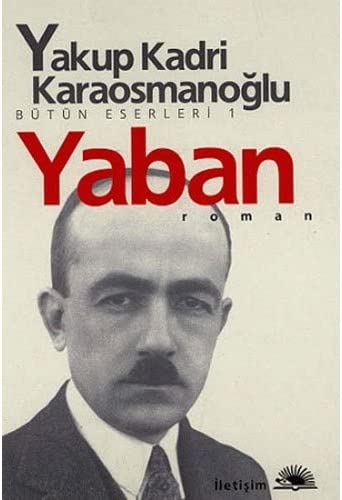 Yakup Kadri
Karaosmanoğlu
BÜTÜN ESERLERİ 1
Yaban
roman
İletişim